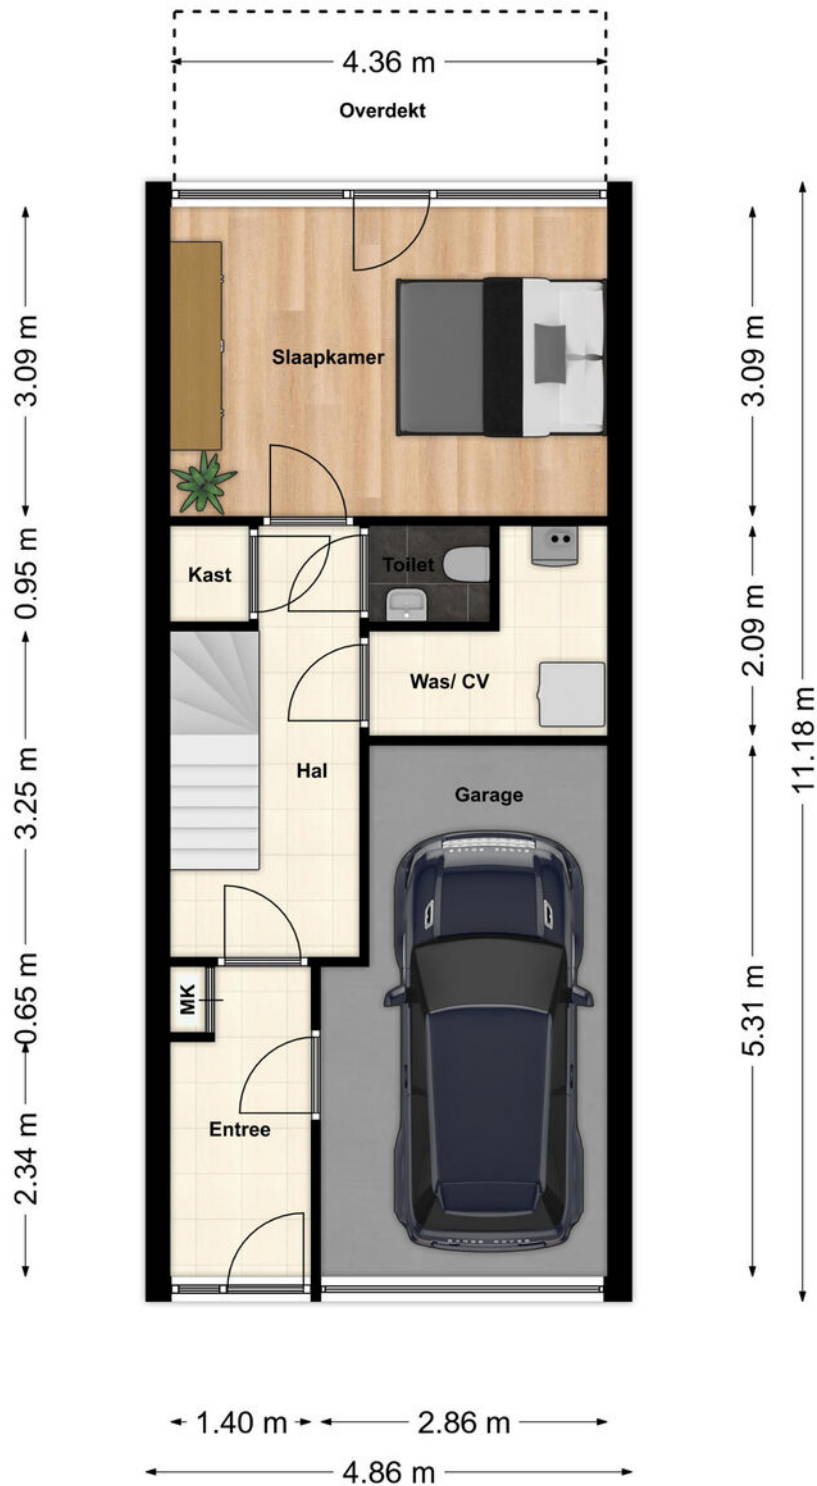 4.36 m
Overdekt
3.09 m
3.09 m
Slaapkamer
0.95 m
Kast
Toilet
2.09 m
Was/ CV
11.18 m
3.25 m
Hal
Garage
0.65 m
MK
5.31 m
2.34 m
Entree
1.40 m
2.86 m
4.86 m